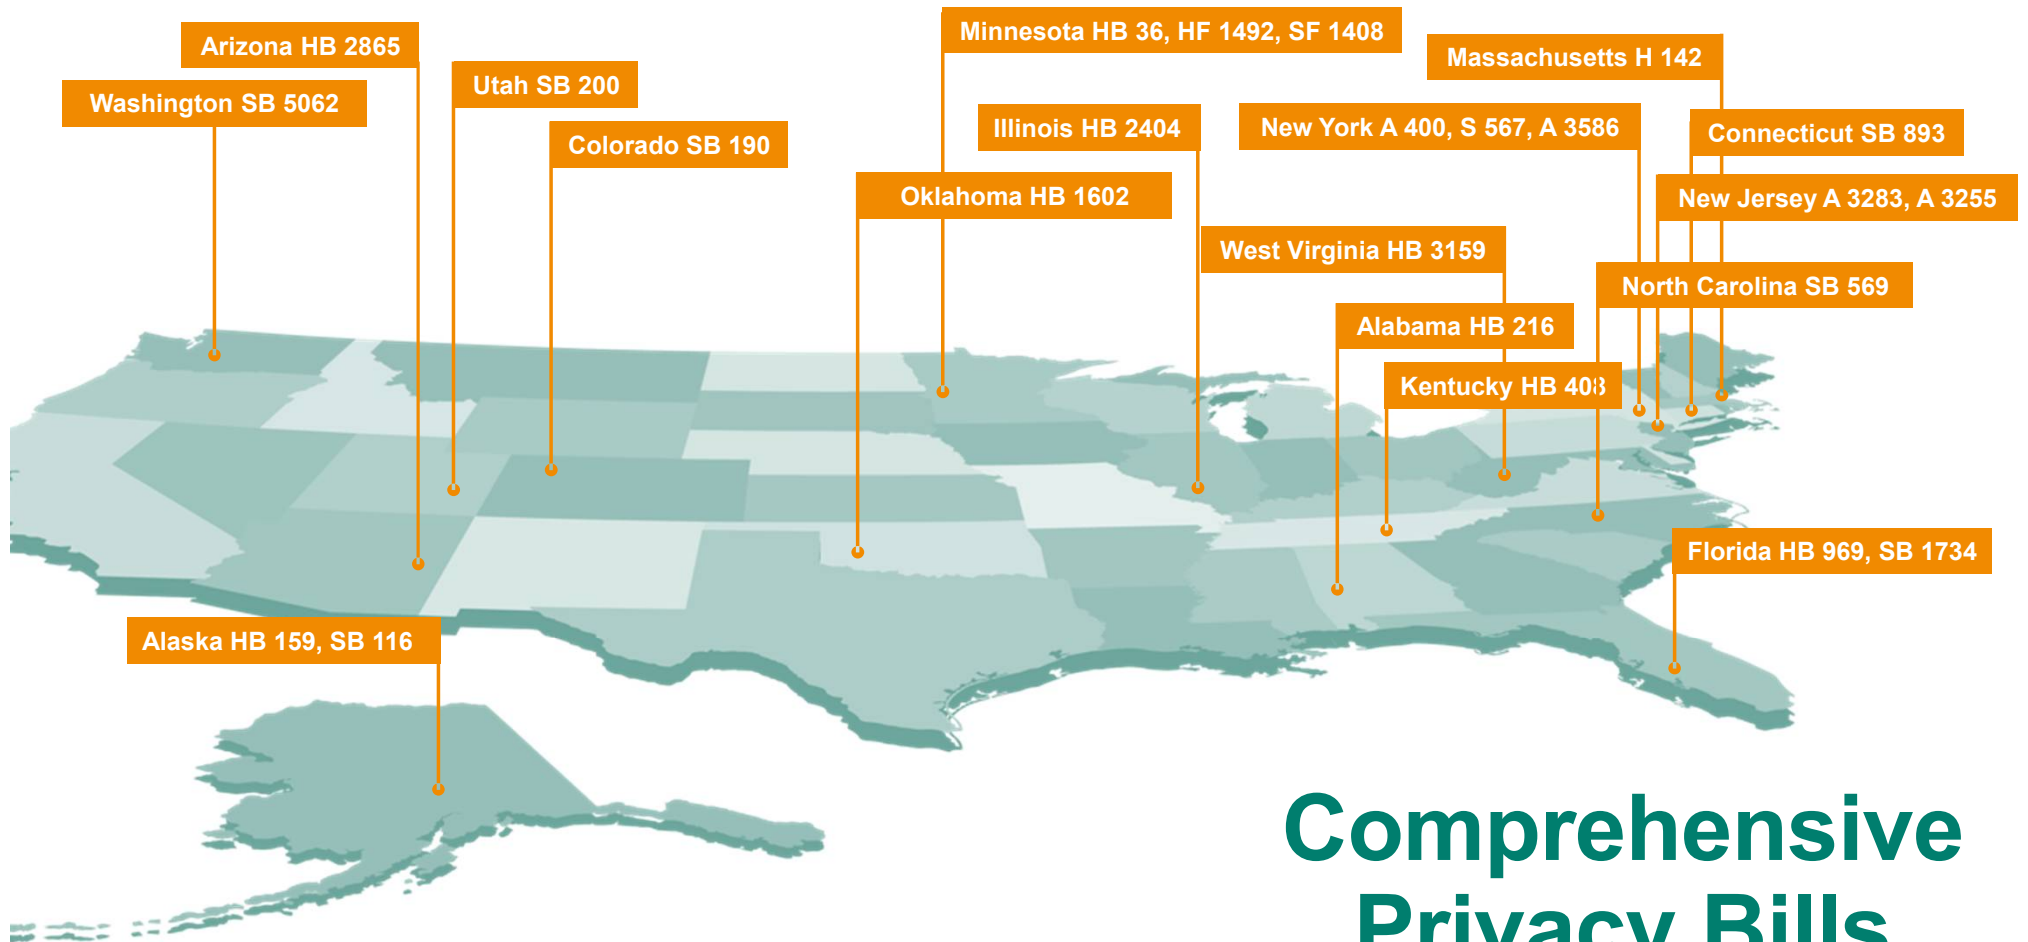 Arizona HB 2865
Washington SB 5062
Utah SB 200
Colorado SB 190
Minnesota HB 36, HF 1492, SF 1408
Illinois HB 2404
Oklahoma HB 1602
Massachusetts H 142
New York A 400, S 567, A 3586
Connecticut SB 893
New Jersey A 3283, A 3255
West Virginia HB 3159
North Carolina SB 569
Alabama HB 216
Kentucky HB 408
Florida HB 969, SB 1734
Alaska HB 159, SB 116
Comprehensive
Privacy Bills